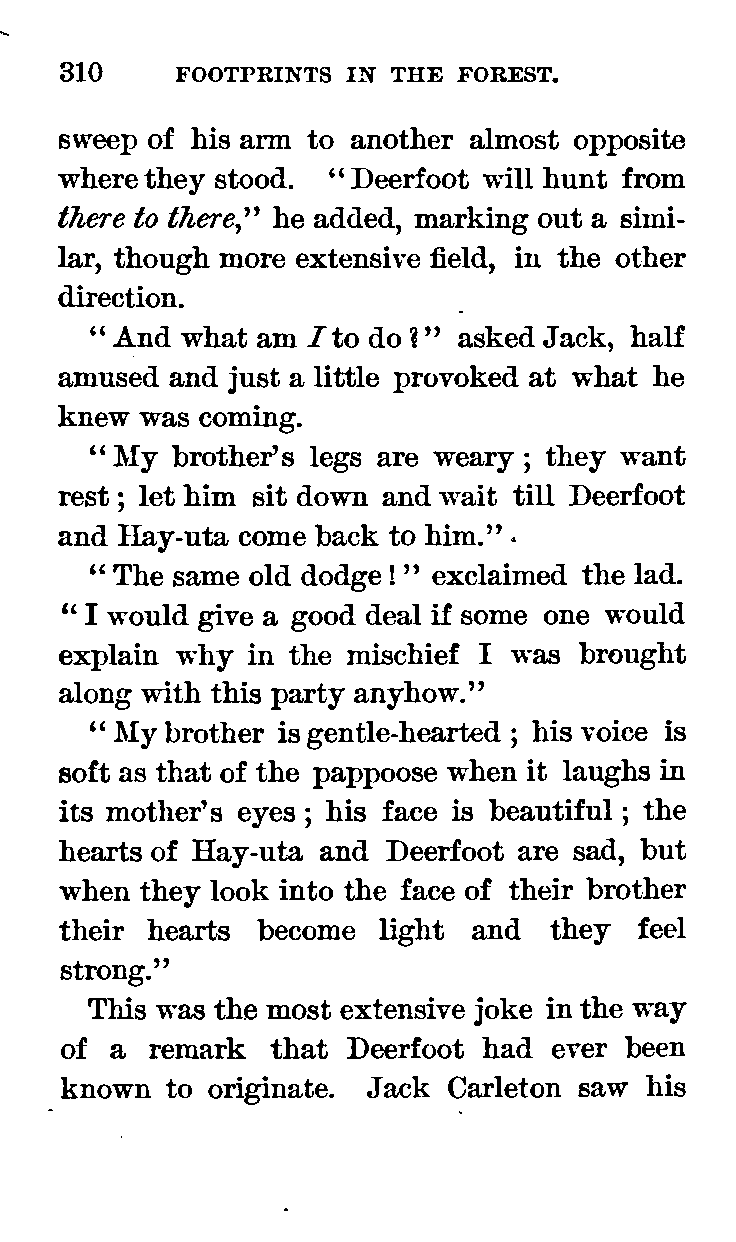 310 FOOTPRINTS IN THE FOREST.
sweep of his arm to another almost opposite
where they stood. “Deerfoot will hunt from
there to there,” he added, marking out a simi-
lar, though more extensive field, in the other
direction.
“And what am I to do?” asked Jack, half
amused and just a little provoked at what he
knew was coming.
“My brother’s legs are weary; they want
rest; let him sit down and wait till Deerfoot
and Hay-uta come back to him.”
“The same old dodge!” exclaimed the lad.
“I would give a good deal if some one would
explain why in the mischief I was brought
along with this party anyhow.”
“My brother is gentle-hearted; his voice is
soft as that of the pappoose when it laughs in
its mother’s eyes; his face is beautiful; the
hearts of Hay-uta and Deerfoot are sad, but
when they look into the face of their brother
their hearts become light and they feel
strong.”
This was the most extensive joke in the way
of a remark that Deerfoot had ever been
known to originate. Jack Carleton saw his